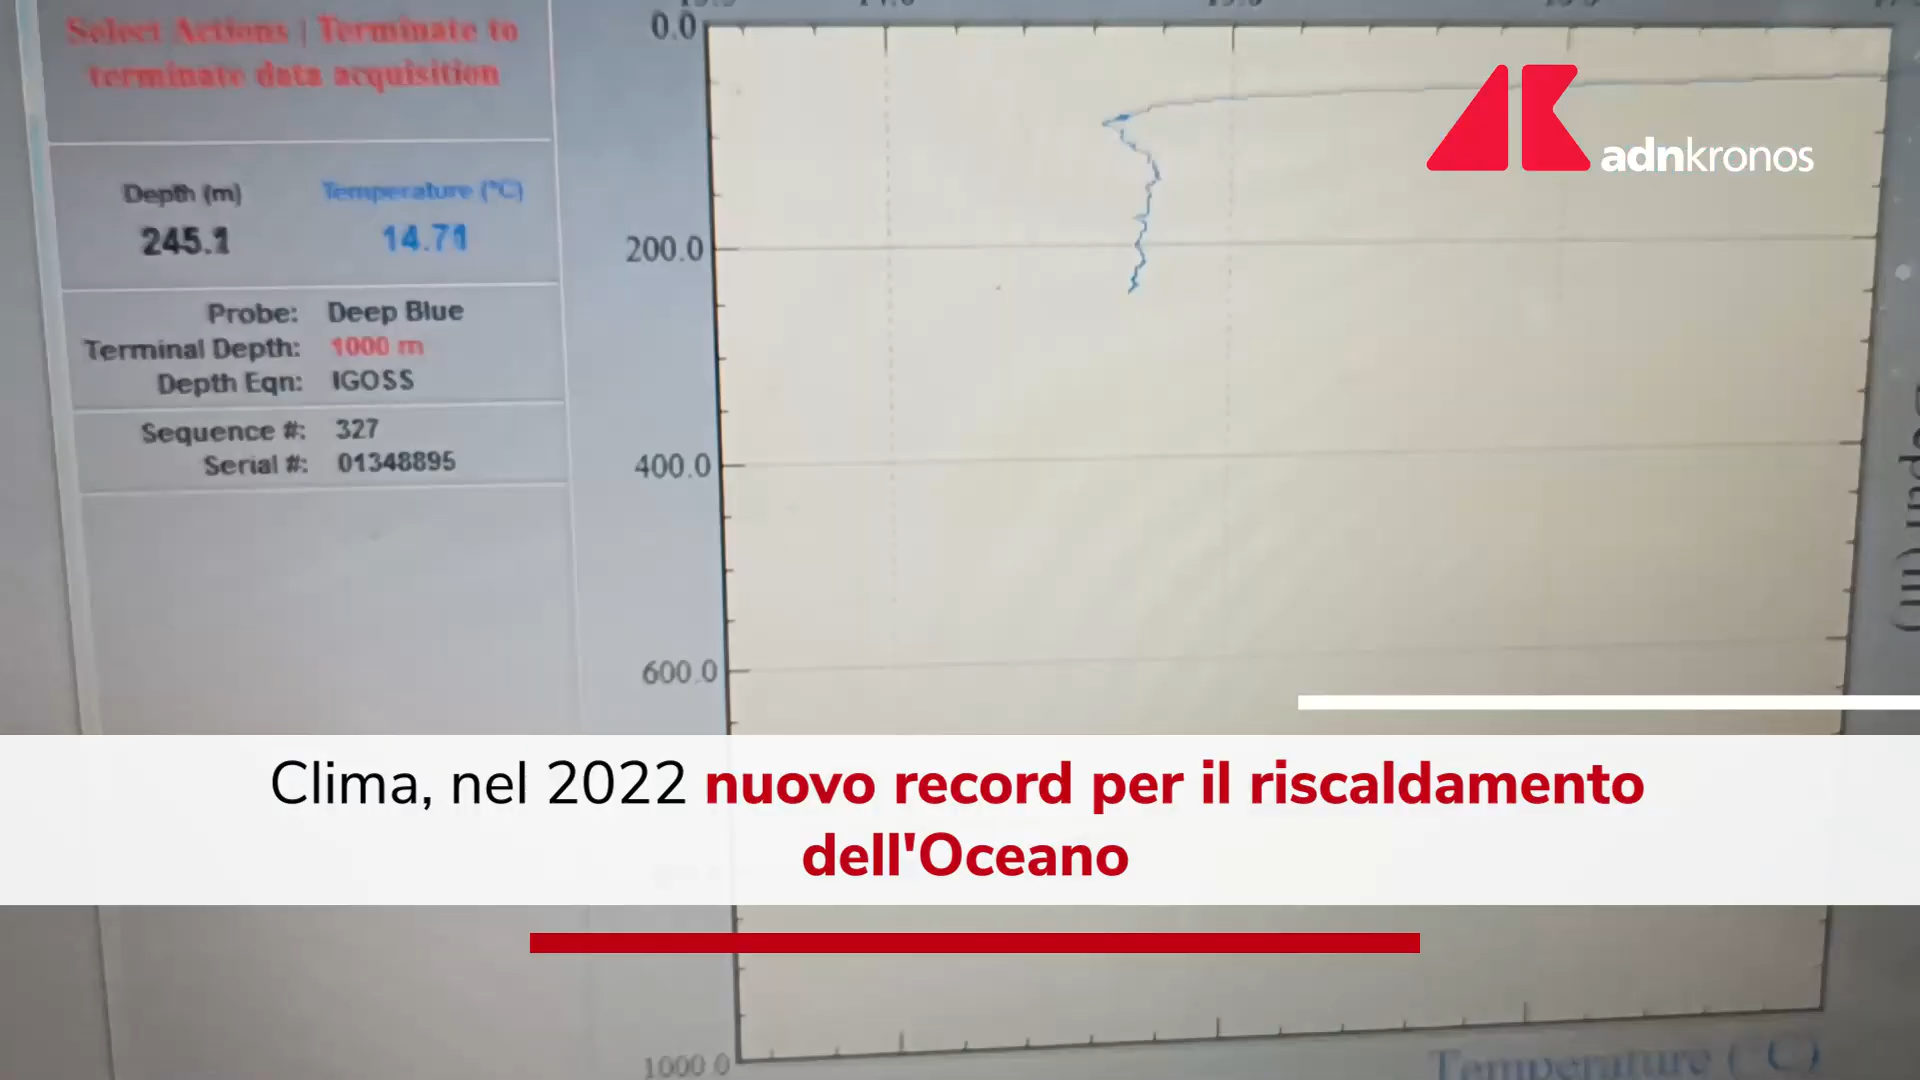 Select Actions | Terminate to
terminate data acquisition
Depth (m) Temperature (°C)
245.1 14.71
Probe: Deep Blue
Terminal Depth: 1000 m
Depth Eqn: IGOSS
Sequence #: 327
Serial #: 01348895
0.0
200.0
400.0
600.0
1000.0
Temperature (°C)
Depth (m)
adnkronos
Clima, nel 2022 nuovo record per il riscaldamento
dell'Oceano